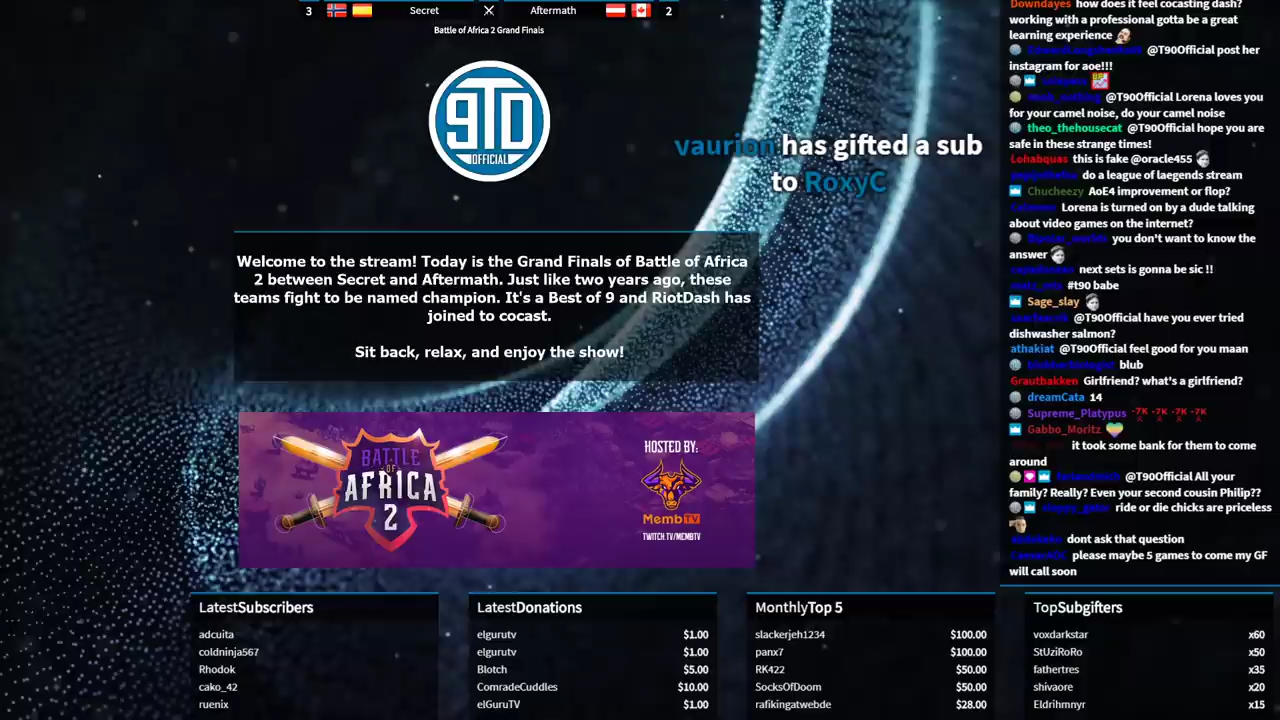 3 Secret Aftermath 2
Battle of Africa 2 Grand Finals
9TD
OFFICIAL
vaurion has gifted a sub
to RoxyC
Welcome to the stream! Today is the Grand Finals of Battle of Africa
2 between Secret and Aftermath. Just like two years ago, these
teams fight to be named champion. It's a Best of 9 and RiotDash has
joined to cocast.
Sit back, relax, and enjoy the show!
BATTLE
OF
AFRICA
2
HOSTED BY:
MembTV
TWITCH.TV/MEMBTV
Downdayes how does it feel cocasting dash?
working with a professional gotta be a great
learning experience
@T90Official post her
instagram for aoe!!!
@T90Official Lorena loves you
for your camel noise, do your camel noise
theo_thehousecat @T90Official hope you are
safe in these strange times!
Lohabquas this is fake @oracle455
do a league of laegends stream
Chucheezy AoE4 improvement or flop?
Lorena is turned on by a dude talking
about video games on the internet?
you don't want to know the
answer
next sets is gonna be sic !!
#t90 babe
Sage_slay
@T90Official have you ever tried
dishwasher salmon?
athakiat @T90Official feel good for you maan
blub
Grautbakken Girlfriend? what's a girlfriend?
dreamCata 14
Supreme_Platypus -7K -7K -7K -7K
Gabbo_Moritz
it took some bank for them to come
around
@T90Official All your
family? Really? Even your second cousin Philip??
ride or die chicks are priceless
dont ask that question
please maybe 5 games to come my GF
will call soon
LatestSubscribers
adcuita
coldninja567
Rhodok
cako_42
ruenix
LatestDonations
elgurutv $1.00
elgurutv $1.00
Blotch $5.00
ComradeCuddles $10.00
elGuruTV $1.00
MonthlyTop 5
slackerjeh1234 $100.00
panx7 $100.00
RK422 $50.00
SocksOfDoom $50.00
rafikingatwebde $28.00
TopSubgifters
voxdarkstar x60
StUziRoRo x50
fathertres x35
shivaore x20
Eldrihmnyr x15